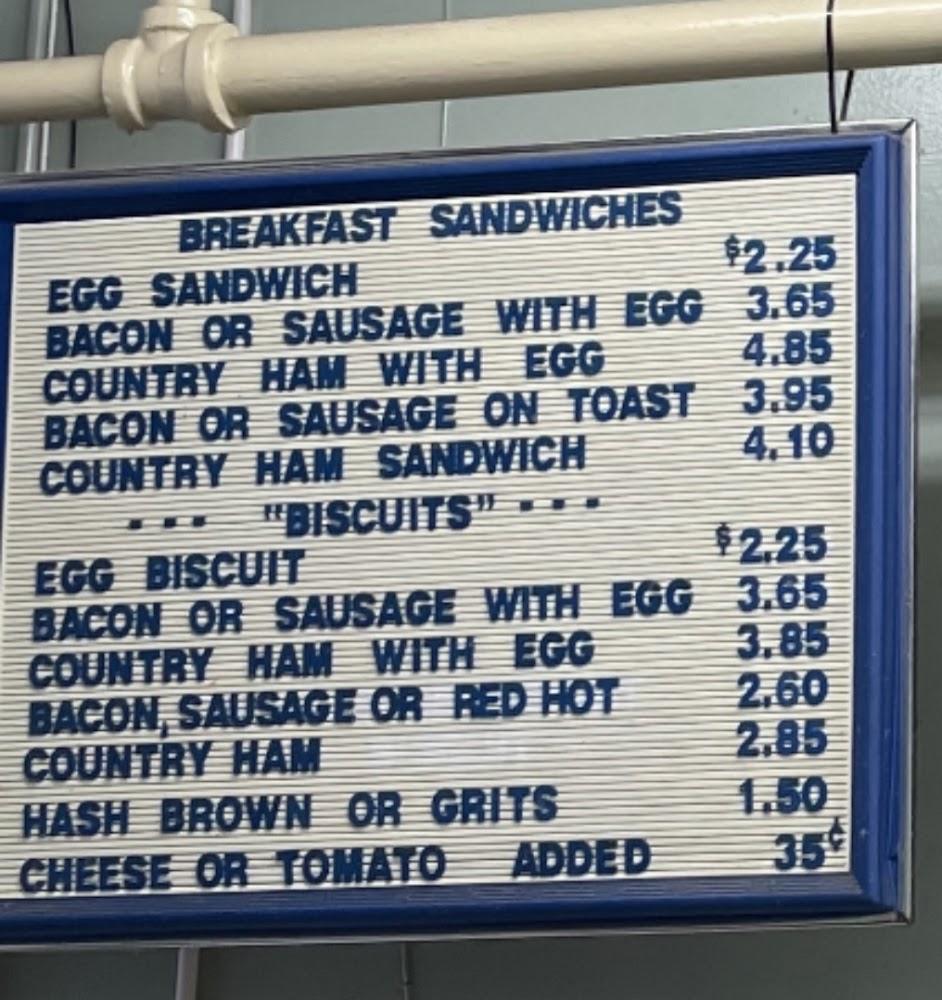 BREAKFAST SANDWICHES
EGG SANDWICH $2.25
BACON OR SAUSAGE WITH EGG 3.65
COUNTRY HAM WITH EGG 4.85
BACON OR SAUSAGE ON TOAST 3.95
COUNTRY HAM SANDWICH 4.10
--- "BISCUITS" ---
EGG BISCUIT $2.25
BACON OR SAUSAGE WITH EGG 3.65
COUNTRY HAM WITH EGG 3.85
BACON, SAUSAGE OR RED HOT 2.60
COUNTRY HAM 2.85
HASH BROWN OR GRITS 1.50
CHEESE OR TOMATO ADDED 35¢